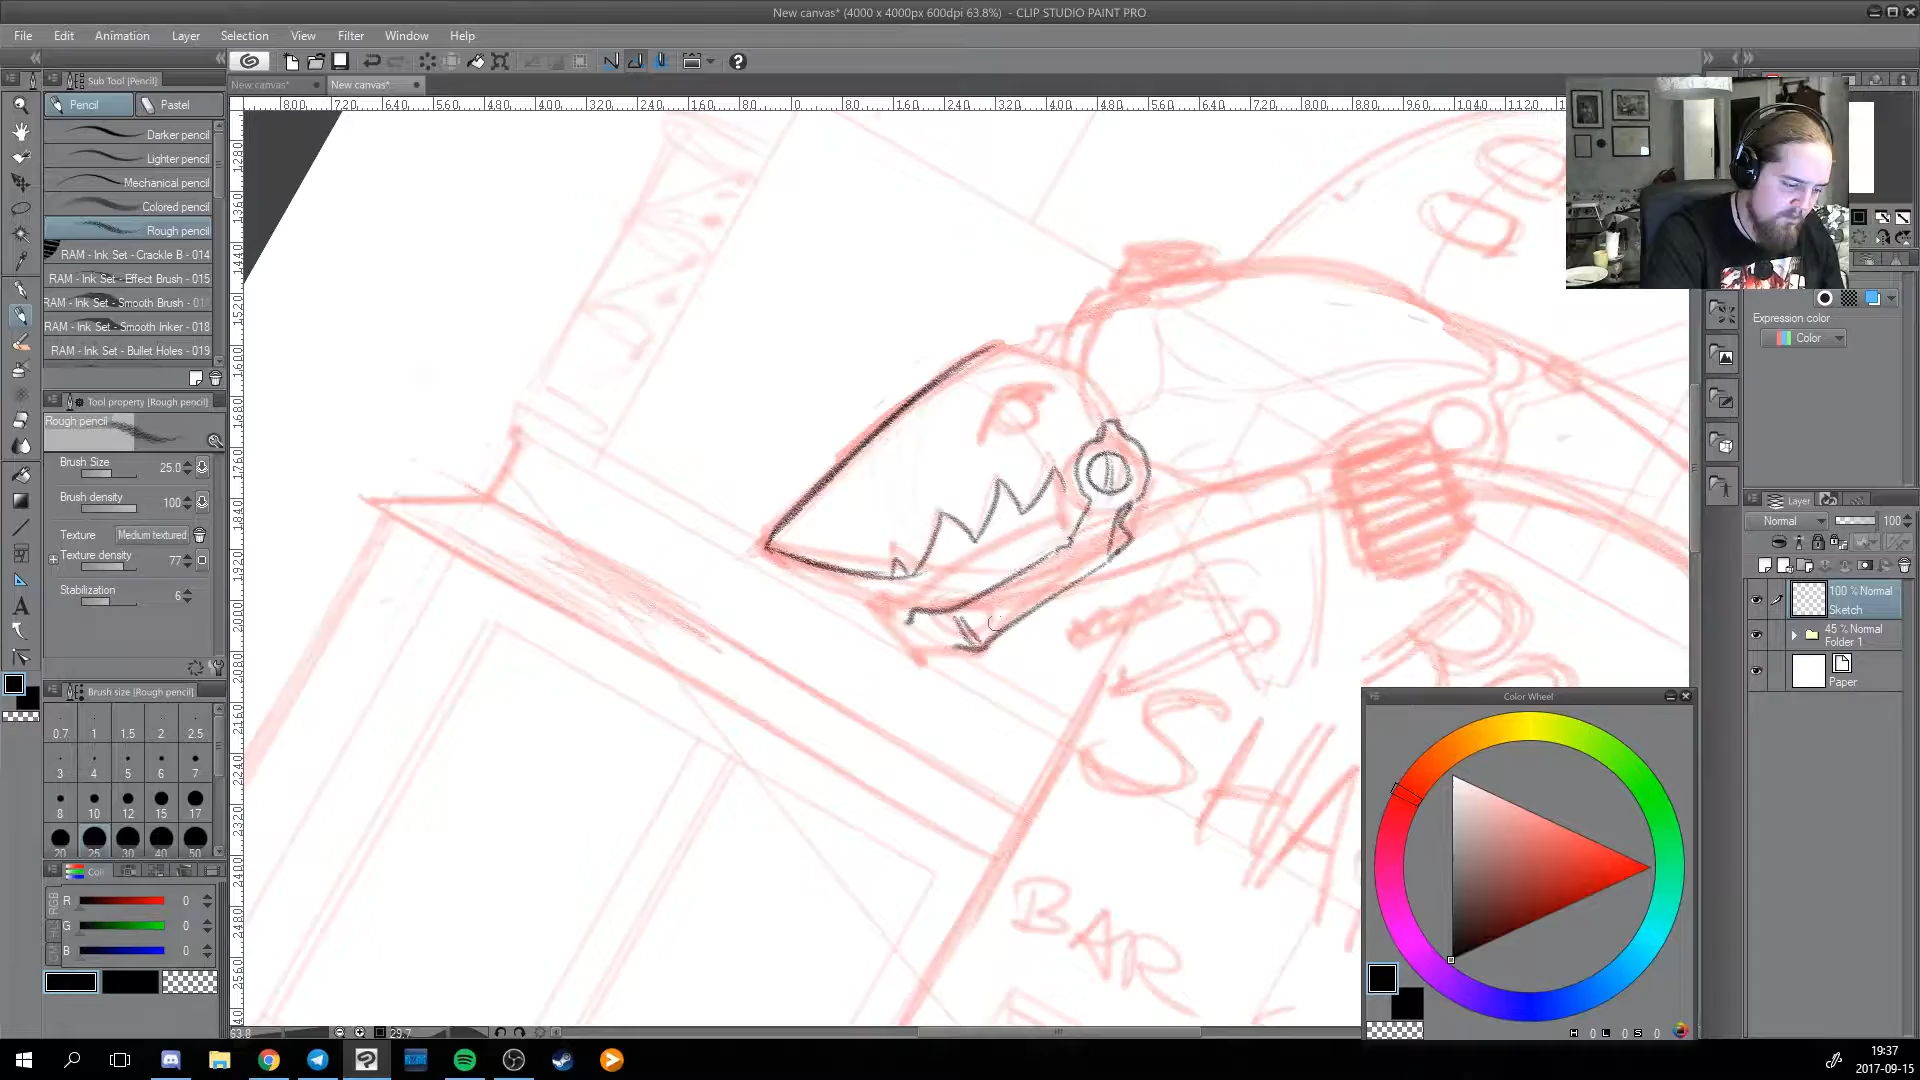 New canvas* (4000 x 4000px 600dpi 63.8%) - CLIP STUDIO PAINT PRO
File Edit Animation Layer Selection View Filter Window Help
Sub Tool [Pencil]
New canvas* New canvas*
Pencil Pastel
Darker pencil
Lighter pencil
Mechanical pencil
Colored pencil
Rough pencil
RAM - Ink Set - Crackle B - 014
RAM - Ink Set - Effect Brush - 015
RAM - Ink Set - Smooth Brush - 01
RAM - Ink Set - Smooth Inker - 018
RAM - Ink Set - Bullet Holes - 019
Tool property [Rough pencil]
Rough pencil
Brush Size 25.0
Brush density 100
Texture Medium textured
Texture density 77
Stabilization 6
Brush size [Rough pencil]
0.7 1 1.5 2 2.5
3 4 5 6 7
8 10 12 15 17
20 25 30 40 50
R 0
G 0
B 0
SHA
BAR
63.8 29.7
Expression color
Color
Layer
Normal 100
100 % Normal
Sketch
45 % Normal
Folder 1
Paper
Color Wheel
H 0 L 0 S 0
19:37
2017-09-15